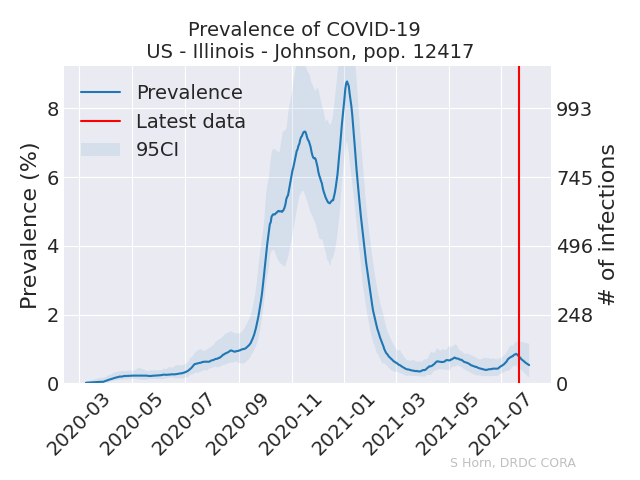 Prevalence of COVID-19
US - Illinois - Johnson, pop. 12417
Prevalence
Latest data
95CI
Prevalence (%)
8
6
4
2
0
# of infections
993
745
496
248
0
2020-03
2020-05
2020-07
2020-09
2020-11
2021-01
2021-03
2021-05
2021-07
S Horn, DRDC CORA